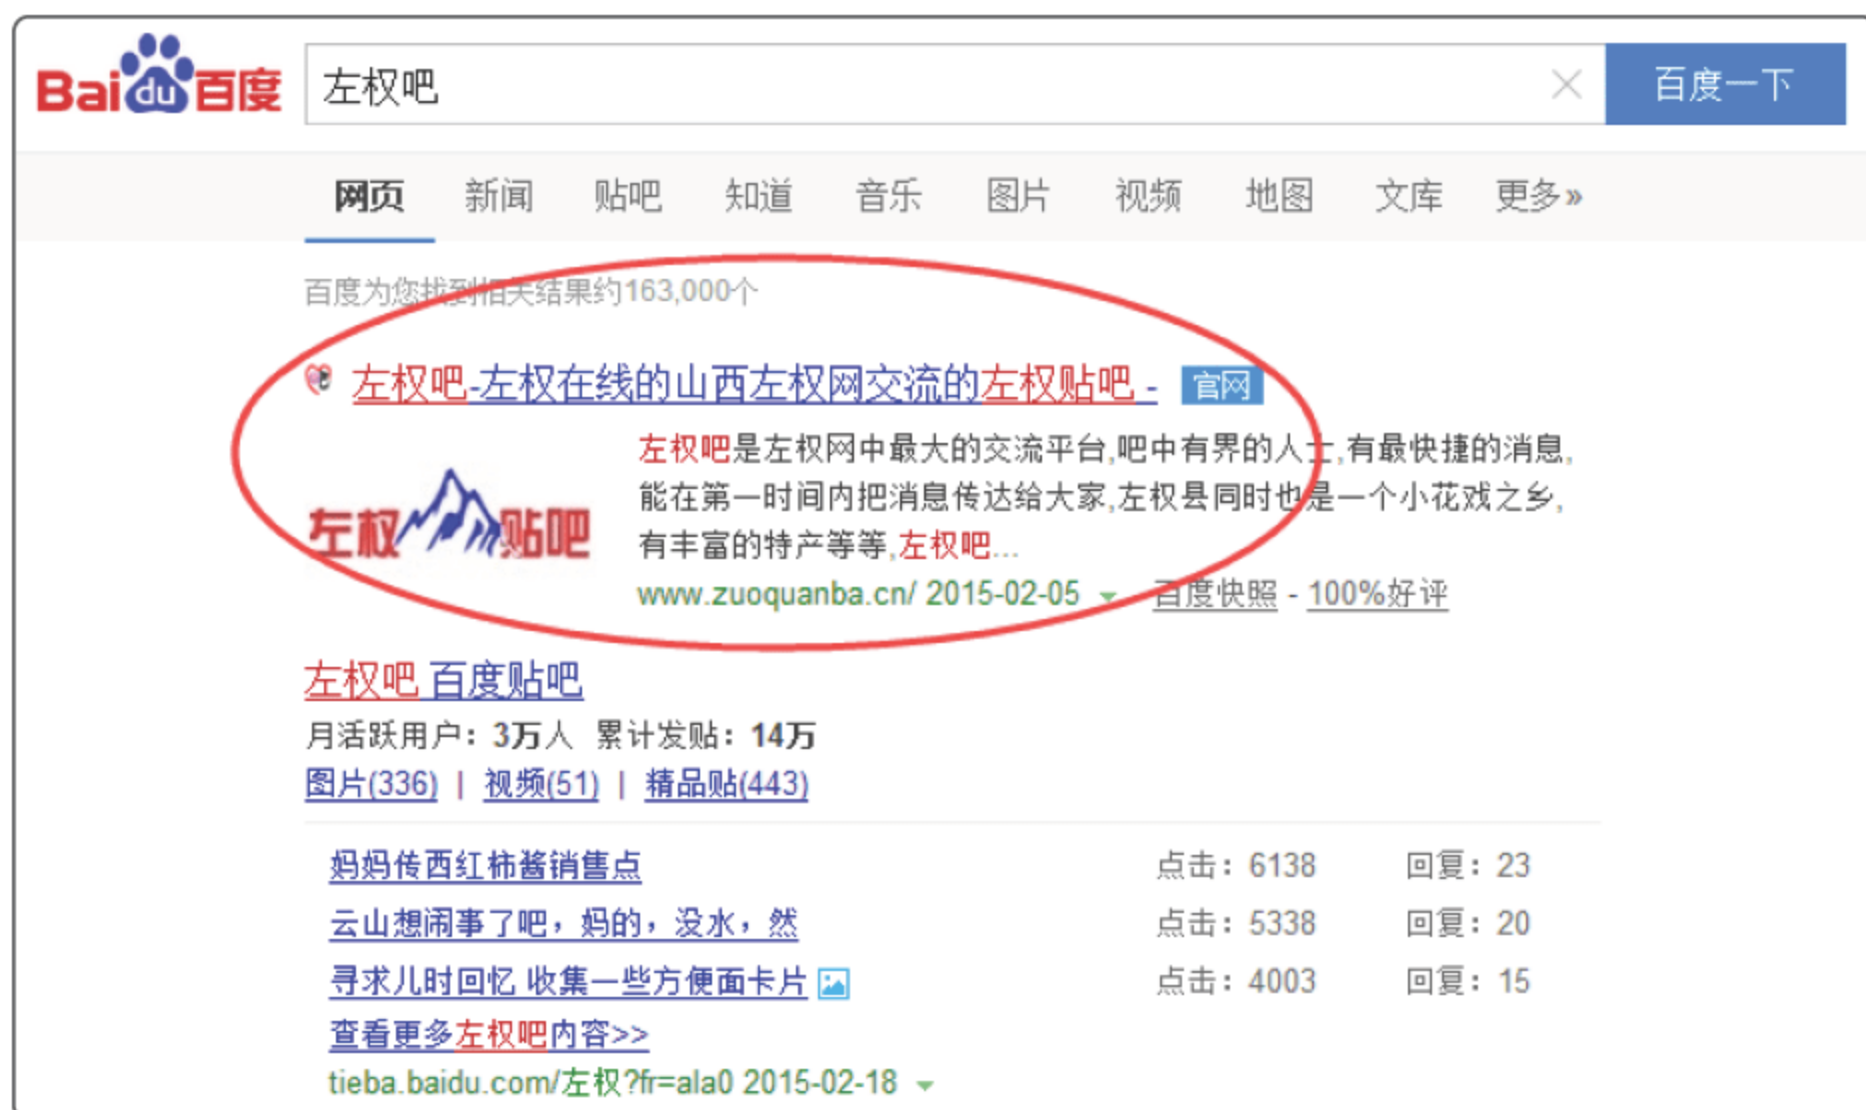 Baidu百度 左权吧 百度一下
网页 新闻 贴吧 知道 音乐 图片 视频 地图 文库 更多»
百度为您找到相关结果约163,000个
左权吧-左权在线的山西左权网交流的左权贴吧 - 官网
左权贴吧
左权吧是左权网中最大的交流平台,吧中有界的人士,有最快捷的消息,
能在第一时间内把消息传达给大家,左权县同时也是一个小花戏之乡,
有丰富的特产等等,左权吧...
www.zuoquanba.cn/ 2015-02-05 - 百度快照 - 100%好评
左权吧_百度贴吧
月活跃用户：3万人 累计发贴：14万
图片(336) | 视频(51) | 精品贴(443)
妈妈传西红柿酱销售点 点击：6138 回复：23
云山想闹事了吧，妈的，没水，然 点击：5338 回复：20
寻求儿时回忆 收集一些方便面卡片 点击：4003 回复：15
查看更多左权吧内容>>
tieba.baidu.com/左权?fr=ala0 2015-02-18